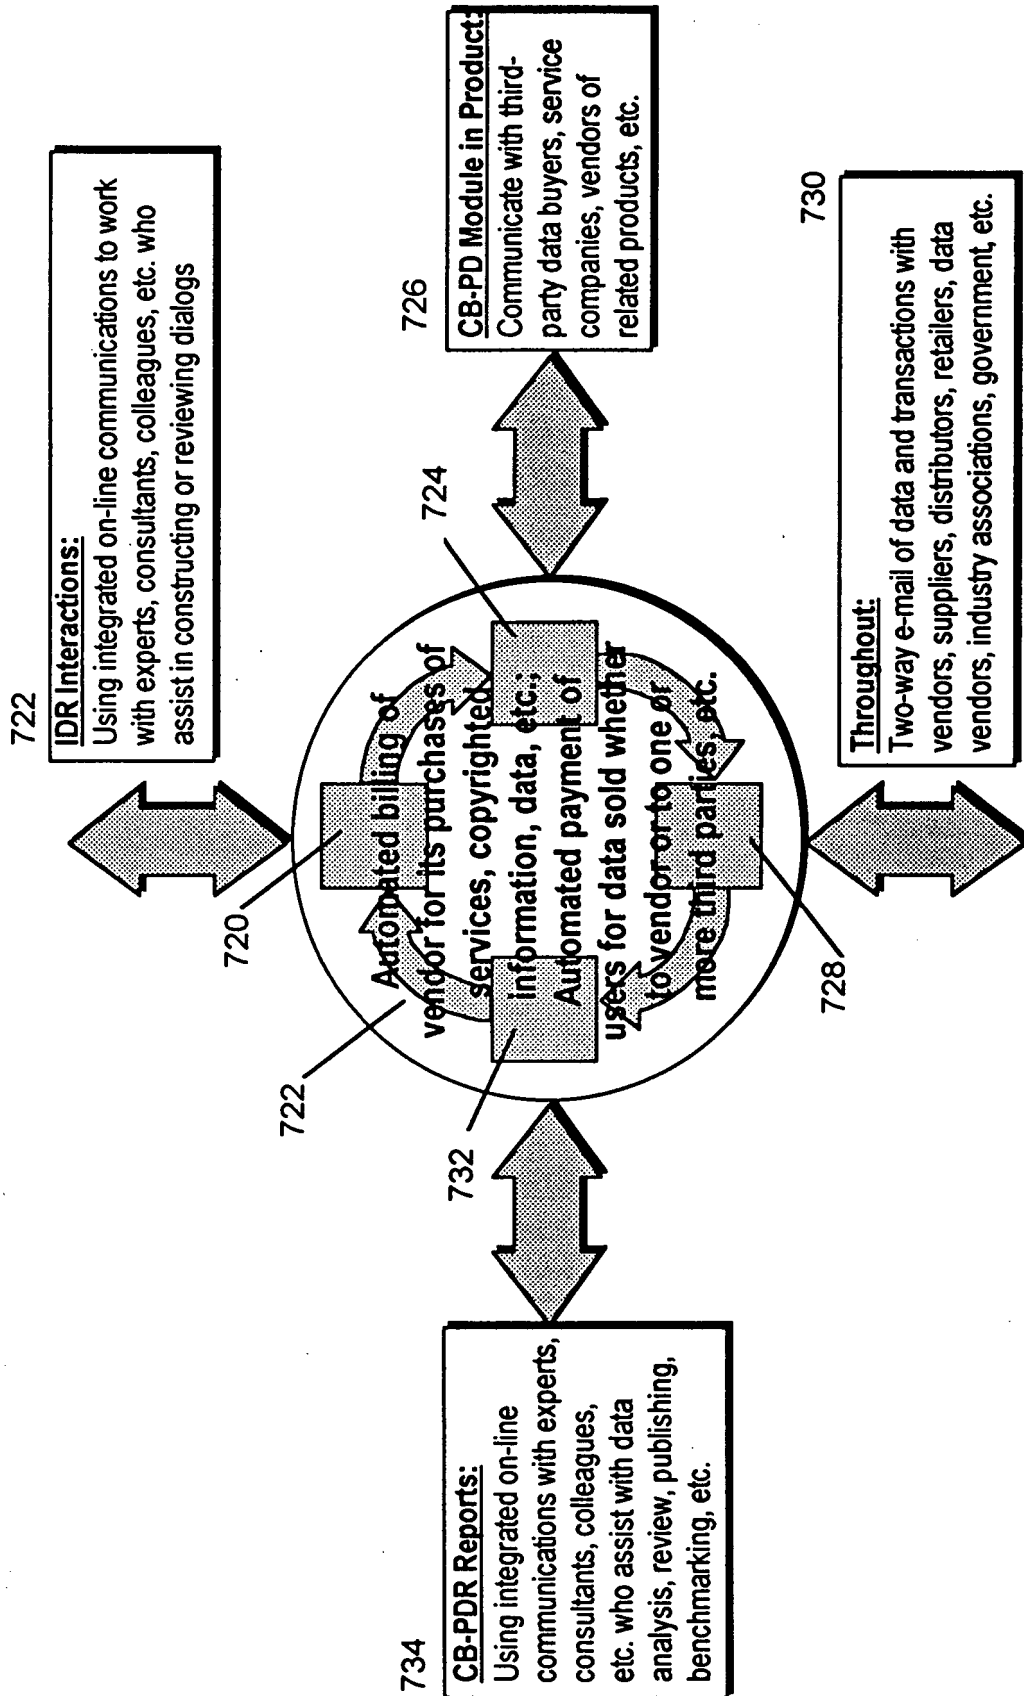 722
IDR Interactions:
Using integrated on-line communications to work
with experts, consultants, colleagues, etc. who
assist in constructing or reviewing dialogs
726
CB-PD Module in Product:
Communicate with third-
party data buyers, service
companies, vendors of
related products, etc.
730
Throughout:
Two-way e-mail of data and transactions with
vendors, suppliers, distributors, retailers, data
vendors, industry associations, government, etc.
734
CB-PDR Reports:
Using integrated on-line
communications with experts,
consultants, colleagues,
etc. who assist with data
analysis, review, publishing,
benchmarking, etc.
720
722
724
728
732
Automated billing of
vendor for its purchases of
services, copyrighted
information, data, etc.;
Automated payment of
users for data sold whether
to vendor or to one or
more third parties, etc.